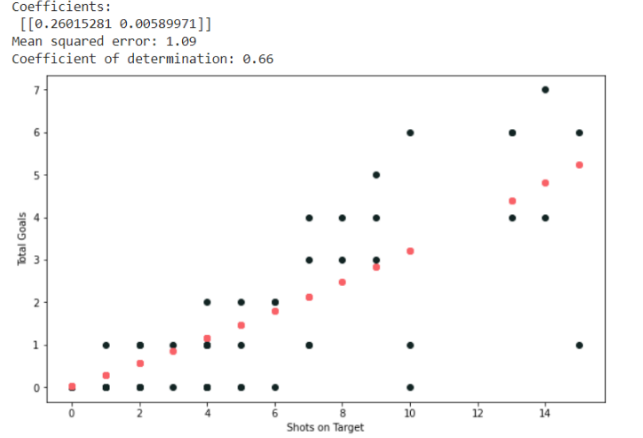 Coefficients:
[[0.26015281 0.00589971]]
Mean squared error: 1.09
Coefficient of determination: 0.66
7
6
5
4
3
2
1
0
Total Goals
0 2 4 6 8 10 12 14
Shots on Target